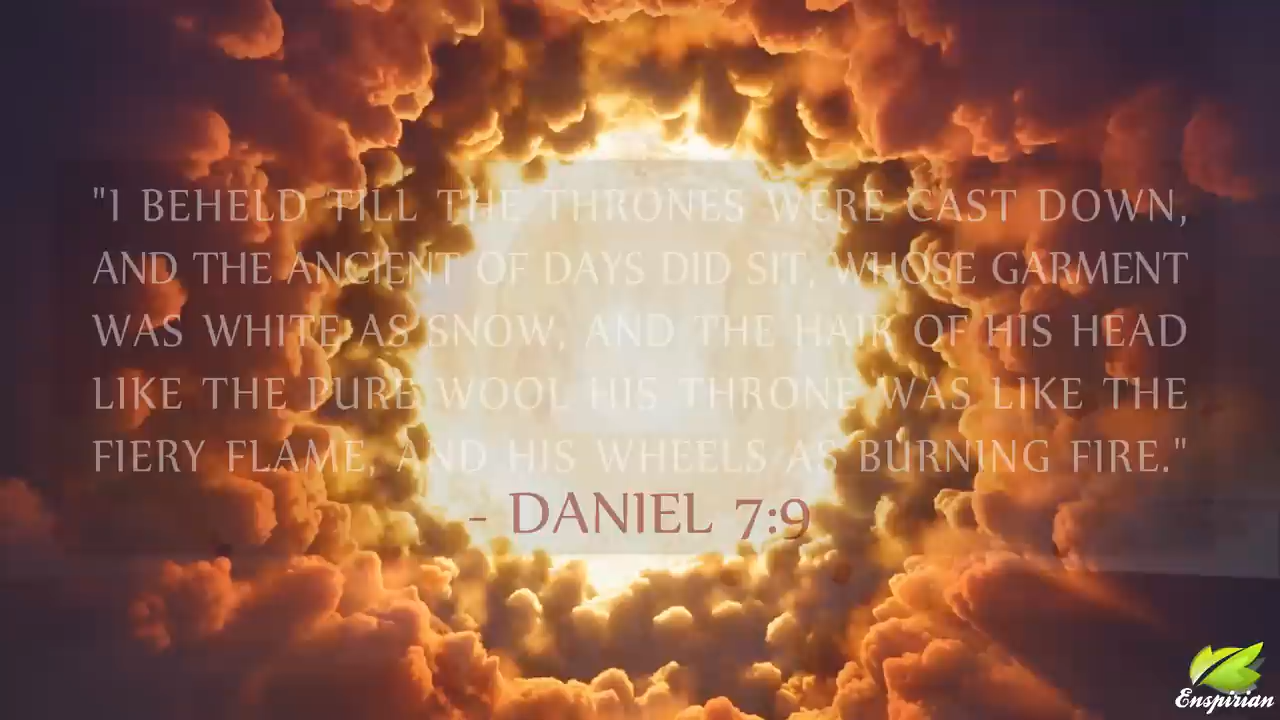 "I BEHELD TILL THE THRONES WERE CAST DOWN,
AND THE ANCIENT OF DAYS DID SIT, WHOSE GARMENT
WAS WHITE AS SNOW, AND THE HAIR OF HIS HEAD
LIKE THE PURE WOOL HIS THRONE WAS LIKE THE
FIERY FLAME, AND HIS WHEELS AS BURNING FIRE."
- DANIEL 7:9
Enspirian